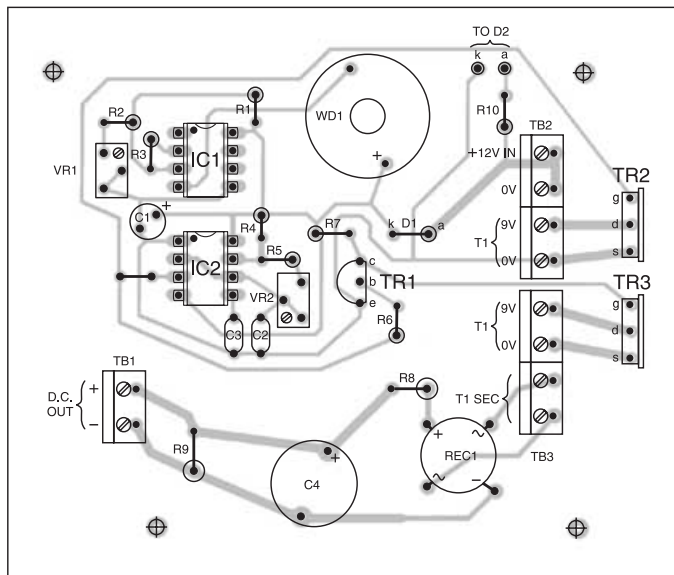 TO D2
k a
R2
R1
WD1
R10
TB2
IC1
R3
+12V IN
VR1
0V
TR2
g
+
+
C1
R4
R7
k D1 a
9V
d
T1
R5
IC2
0V
s
c
TR1
b
TR3
VR2
e
9V
g
T1
C3 C2
R6
d
0V
s
TB1
R8
+
D.C.
OUT
T1 SEC
−
+
~
R9
+
REC1
TB3
C4
~
−